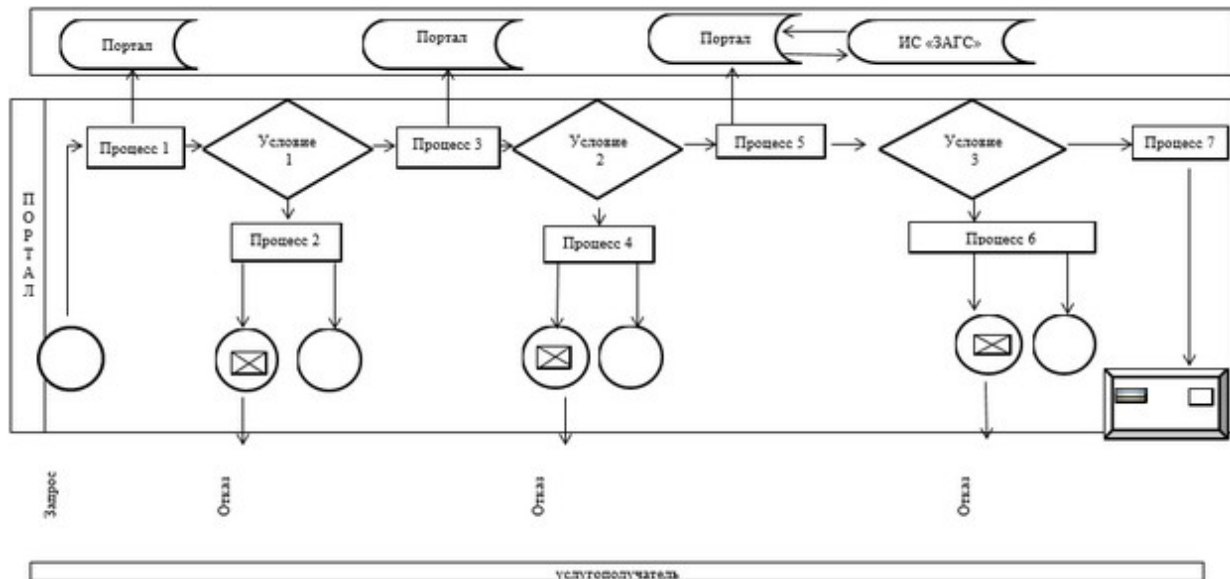 Портал
Портал
Портал
ИС «ЗАГС»
Процесс 1
Условие
1
Процесс 3
Условие
2
Процесс 5
Условие
3
Процесс 7
ПОРТАЛ
Процесс 2
Процесс 4
Процесс 6
Запрос
Отказ
Отказ
Отказ
услугополучатель